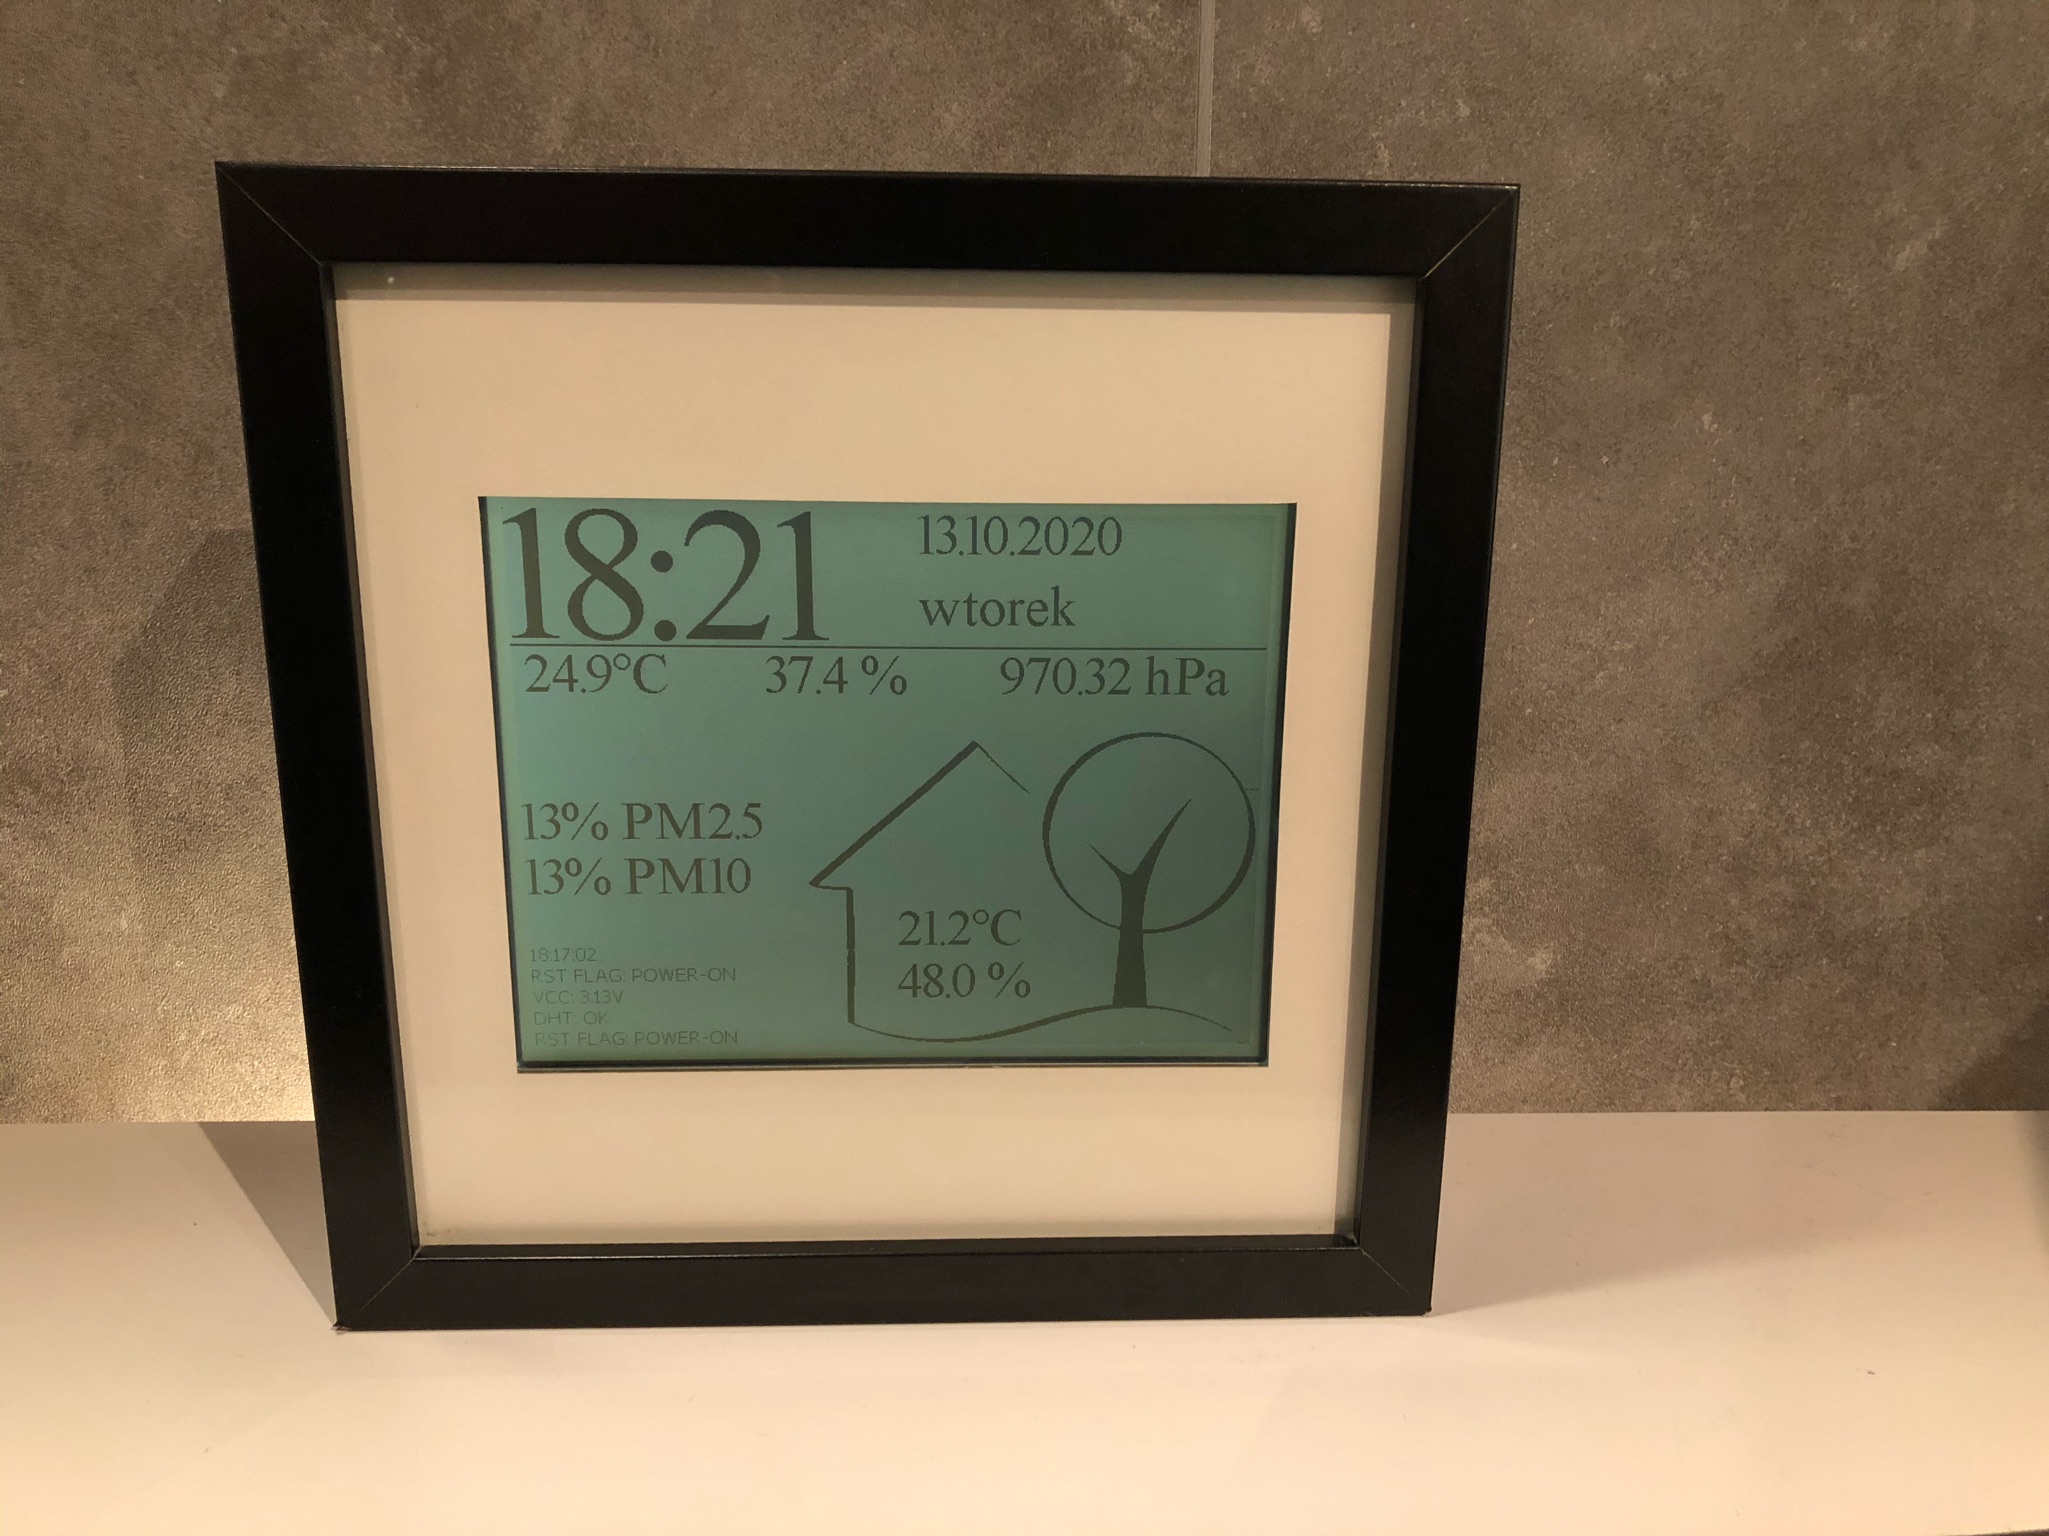 18:21
13.10.2020
wtorek
24.9°C 37.4 % 970.32 hPa
13% PM2.5
13% PM10
21.2°C
48.0 %
18:17:02
RST FLAG: POWER-ON
VCC: 3.13V
DHT: OK
RST FLAG: POWER-ON